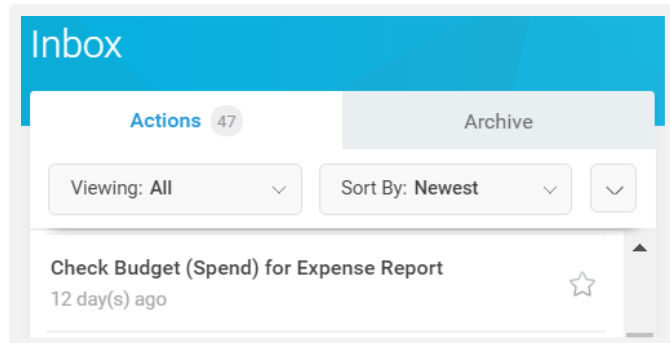 Inbox
Actions 47
Archive
Viewing: All
Sort By: Newest
Check Budget (Spend) for Expense Report
12 day(s) ago